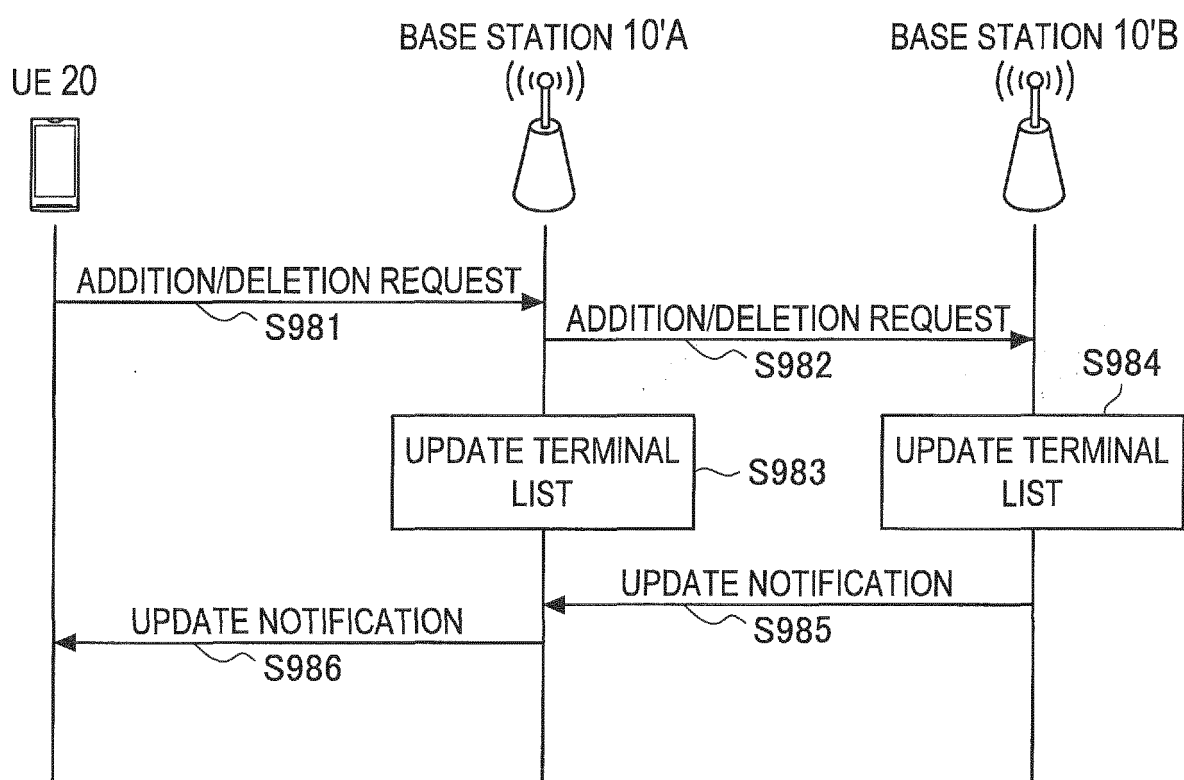 BASE STATION 10'A
BASE STATION 10'B
UE 20
ADDITION/DELETION REQUEST
S981
ADDITION/DELETION REQUEST
S982
S984
UPDATE TERMINAL
LIST
S983
UPDATE TERMINAL
LIST
UPDATE NOTIFICATION
S985
UPDATE NOTIFICATION
S986